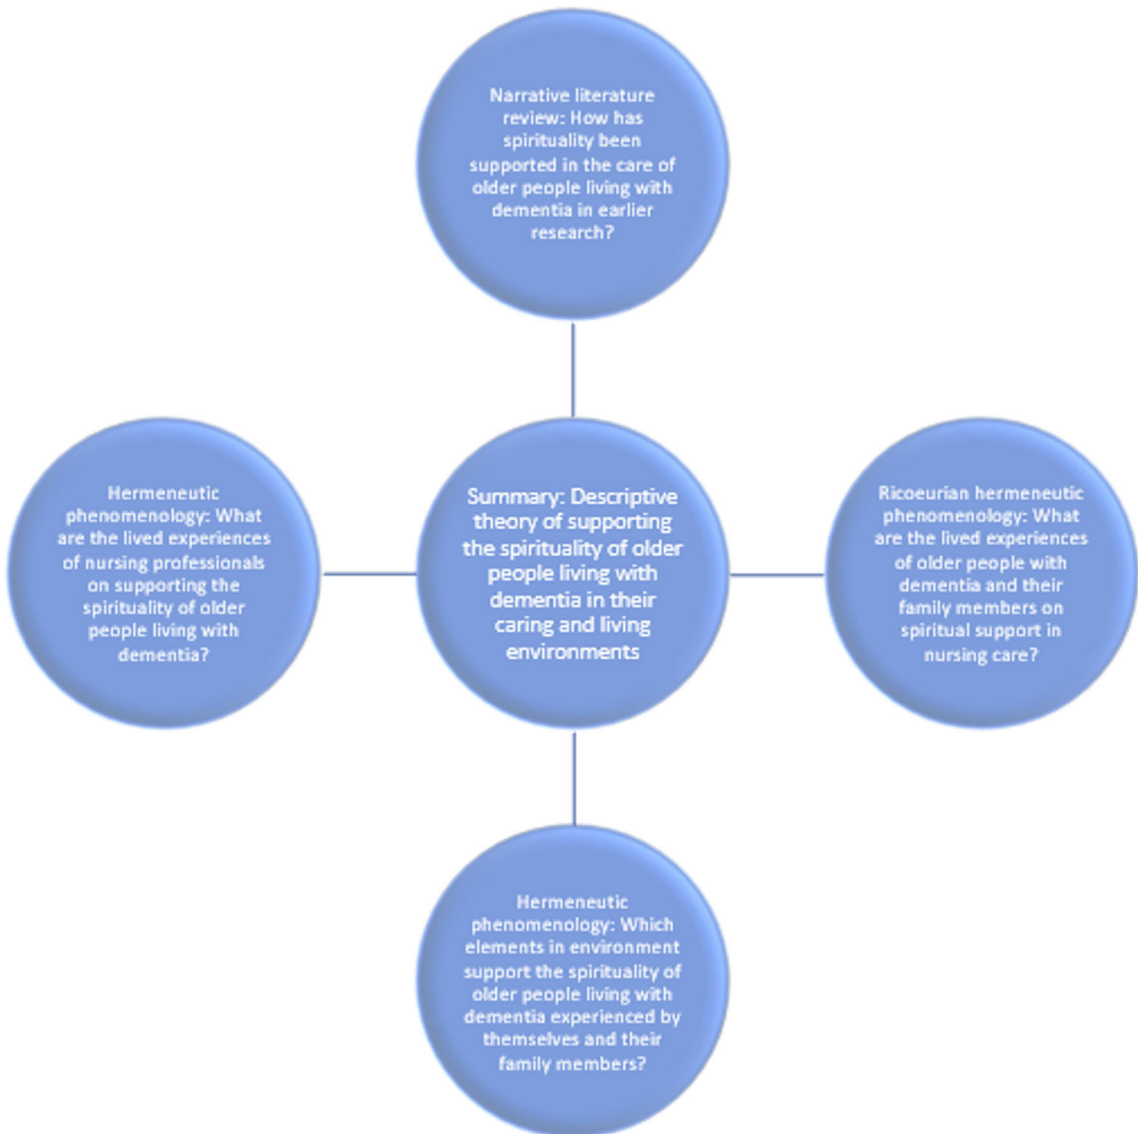 Narrative literature
review: How has
spirituality been
supported in the care of
older people living with
dementia in earlier
research?
Hermeneutic
phenomenology: What
are the lived experiences
of nursing professionals
on supporting the
spirituality of older
people living with
dementia?
Summary: Descriptive
theory of supporting
the spirituality of older
people living with
dementia in their
caring and living
environments
Ricoeurian hermeneutic
phenomenology: What
are the lived experiences
of older people with
dementia and their
family members on
spiritual support in
nursing care?
Hermeneutic
phenomenology: Which
elements in environment
support the spirituality of
older people living with
dementia experienced by
themselves and their
family members?